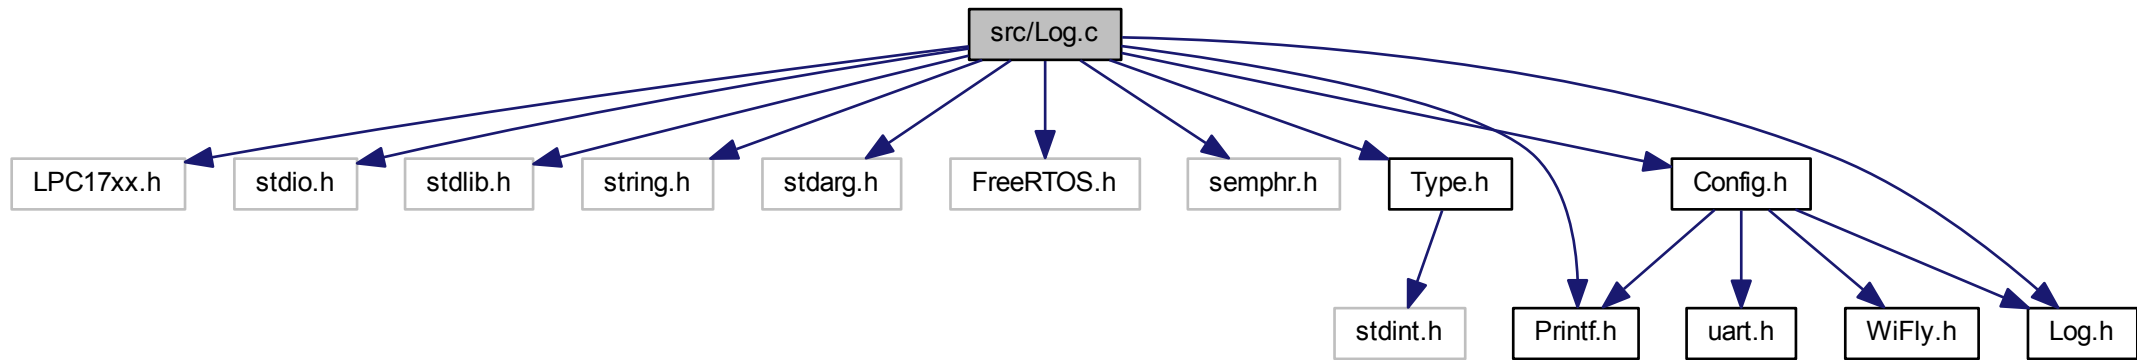 src/Log.c
LPC17xx.h
stdio.h
stdlib.h
string.h
stdarg.h
FreeRTOS.h
semphr.h
Type.h
Config.h
stdint.h
Printf.h
uart.h
WiFly.h
Log.h